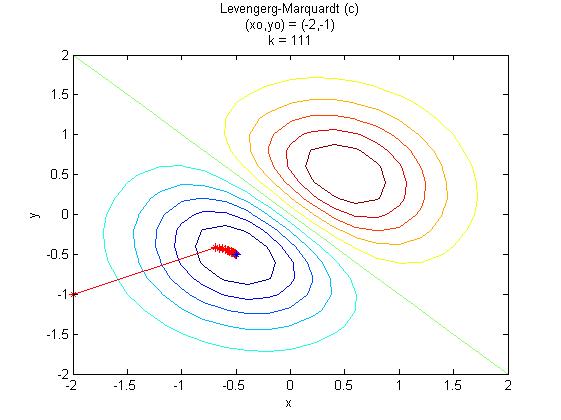 Levengerg-Marquardt (c)
(xo,yo) = (-2,-1)
k = 111
2
1.5
1
0.5
0
-0.5
-1
-1.5
-2
y
-2 -1.5 -1 -0.5 0 0.5 1 1.5 2
x